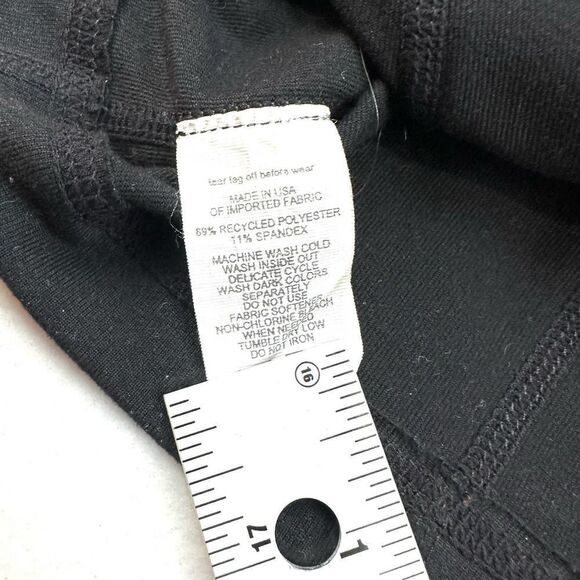 tear tag off before wear
MADE IN USA
OF IMPORTED FABRIC
89% RECYCLED POLYESTER
11% SPANDEX
MACHINE WASH COLD
WASH INSIDE OUT
DELICATE CYCLE
WASH DARK COLORS
SEPARATELY
DO NOT USE
FABRIC SOFTENER
NON-CHLORINE BLEACH
WHEN NEEDED
TUMBLE DRY LOW
DO NOT IRON
16
17
1